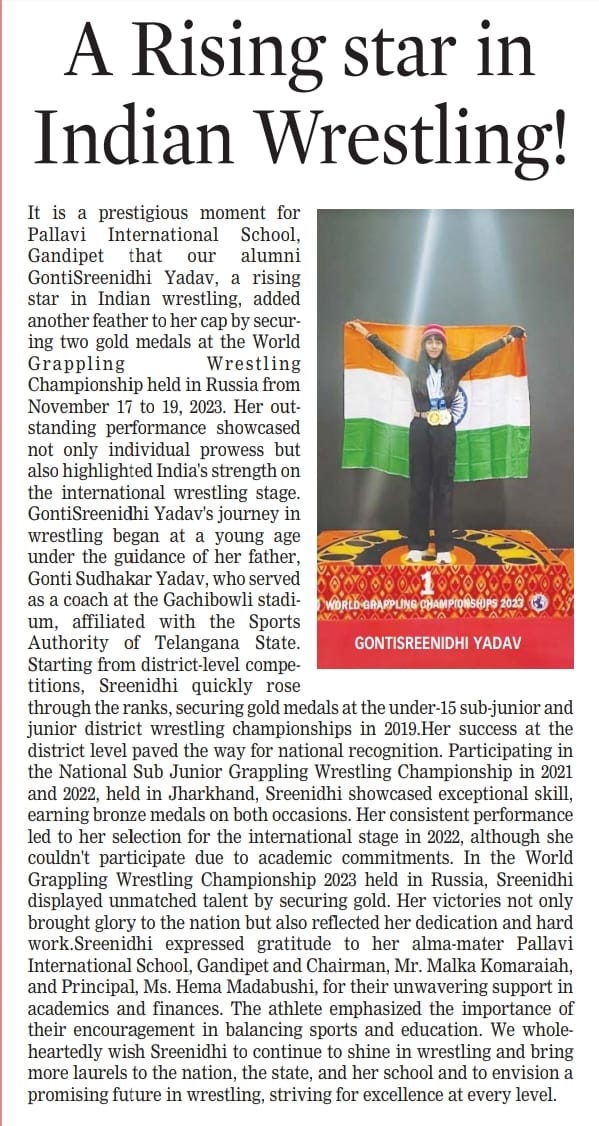 A Rising star in
Indian Wrestling!
It is a prestigious moment for
Pallavi International School,
Gandipet that our alumni
GontiSreenidhi Yadav, a rising
star in Indian wrestling, added
another feather to her cap by secur-
ing two gold medals at the World
Grappling Wrestling
Championship held in Russia from
November 17 to 19, 2023. Her out-
standing performance showcased
not only individual prowess but
also highlighted India's strength on
the international wrestling stage.
GontiSreenidhi Yadav's journey in
wrestling began at a young age
under the guidance of her father,
Gonti Sudhakar Yadav, who served
as a coach at the Gachibowli stadi-
um, affiliated with the Sports
Authority of Telangana State.
Starting from district-level compe-
titions, Sreenidhi quickly rose
through the ranks, securing gold medals at the under-15 sub-junior and
junior district wrestling championships in 2019.Her success at the
district level paved the way for national recognition. Participating in
the National Sub Junior Grappling Wrestling Championship in 2021
and 2022, held in Jharkhand, Sreenidhi showcased exceptional skill,
earning bronze medals on both occasions. Her consistent performance
led to her selection for the international stage in 2022, although she
couldn't participate due to academic commitments. In the World
Grappling Wrestling Championship 2023 held in Russia, Sreenidhi
displayed unmatched talent by securing gold. Her victories not only
brought glory to the nation but also reflected her dedication and hard
work.Sreenidhi expressed gratitude to her alma-mater Pallavi
International School, Gandipet and Chairman, Mr. Malka Komaraiah,
and Principal, Ms. Hema Madabushi, for their unwavering support in
academics and finances. The athlete emphasized the importance of
their encouragement in balancing sports and education. We whole-
heartedly wish Sreenidhi to continue to shine in wrestling and bring
more laurels to the nation, the state, and her school and to envision a
promising future in wrestling, striving for excellence at every level.
1
WORLD GRAPPLING CHAMPIONSHIPS 2023
GONTISREENIDHI YADAV